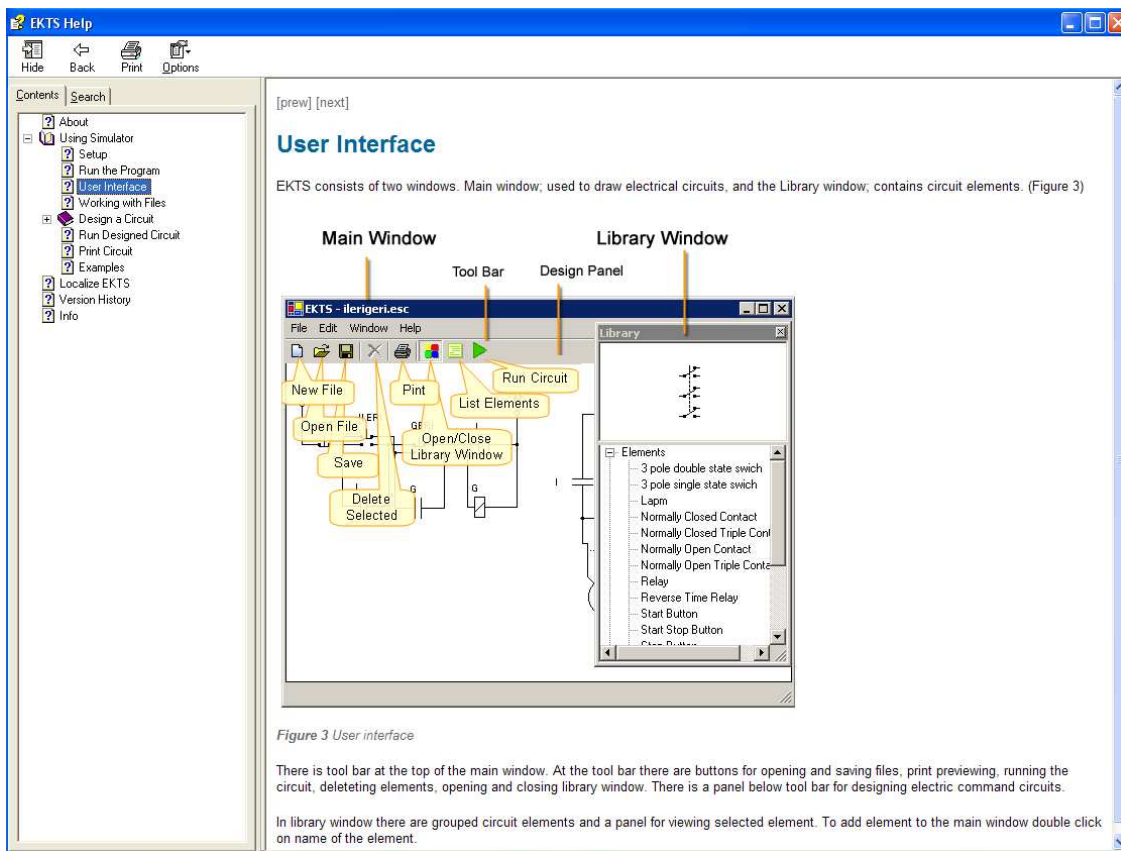 EKTS Help
Hide Back Print Options
Contents Search
About
Using Simulator
Setup
Run the Program
User Interface
Working with Files
Design a Circuit
Run Designed Circuit
Print Circuit
Examples
Localize EKTS
Version History
Info
[prew] [next]
User Interface
EKTS consists of two windows. Main window; used to draw electrical circuits, and the Library window; contains circuit elements. (Figure 3)
Main Window Library Window
Tool Bar Design Panel
EKTS - ilerigeri.esc
File Edit Window Help
Library
New File
Pint
Run Circuit
List Elements
Open File
Open/Close
Library Window
Save
Delete
Selected
G
G
I
Elements
3 pole double state swich
3 pole single state swich
Lapm
Normally Closed Contact
Normally Closed Triple Cont
Normally Open Contact
Normally Open Triple Conta
Relay
Reverse Time Relay
Start Button
Start Stop Button
Stop Button
Figure 3 User interface
There is tool bar at the top of the main window. At the tool bar there are buttons for opening and saving files, print previewing, running the
circuit, deleteting elements, opening and closing library window. There is a panel below tool bar for designing electric command circuits.
In library window there are grouped circuit elements and a panel for viewing selected element. To add element to the main window double click
on name of the element.